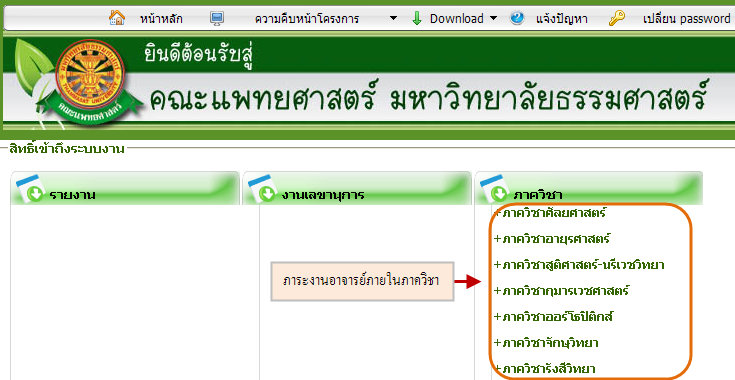 หน้าหลัก ความคืบหน้าโครงการ Download แจ้งปัญหา เปลี่ยน password
ยินดีต้อนรับสู่
คณะแพทยศาสตร์ มหาวิทยาลัยธรรมศาสตร์
คณะแพทยศาสตร์
สิทธิ์เข้าถึงระบบงาน
รายงาน งานเลขานุการ ภาควิชา
+ภาควิชาศัลยศาสตร์
+ภาควิชาอายุรศาสตร์
+ภาควิชาสูติศาสตร์-นรีเวชวิทยา
ภาระงานอาจารย์ภายในภาควิชา
+ภาควิชากุมารเวชศาสตร์
+ภาควิชาออร์โธปิดิกส์
+ภาควิชาจักษุวิทยา
+ภาควิชารังสีวิทยา